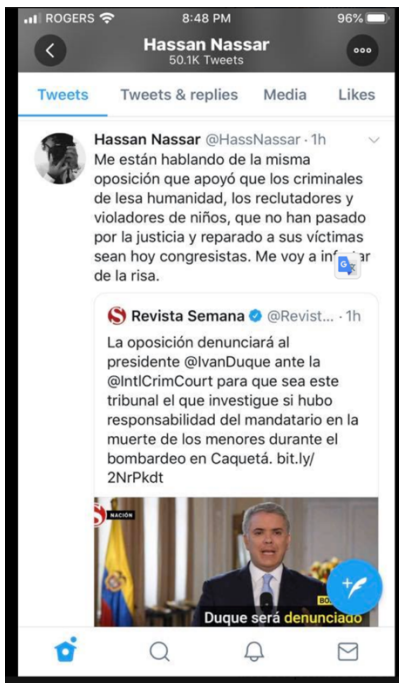 ROGERS 8:48 PM 96%
Hassan Nassar
50.1K Tweets
Tweets Tweets & replies Media Likes
Hassan Nassar @HassNassar · 1h
Me están hablando de la misma
oposición que apoyó que los criminales
de lesa humanidad, los reclutadores y
violadores de niños, que no han pasado
por la justicia y reparado a sus víctimas
sean hoy congresistas. Me voy a
de la risa.
S Revista Semana @Revist... · 1h
La oposición denunciará al
presidente @IvanDuque ante la
@IntlCrimCourt para que sea este
tribunal el que investigue si hubo
responsabilidad del mandatario en la
muerte de los menores durante el
bombardeo en Caquetá. bit.ly/
2NrPkdt
S NACIÓN
Duque será denunciado